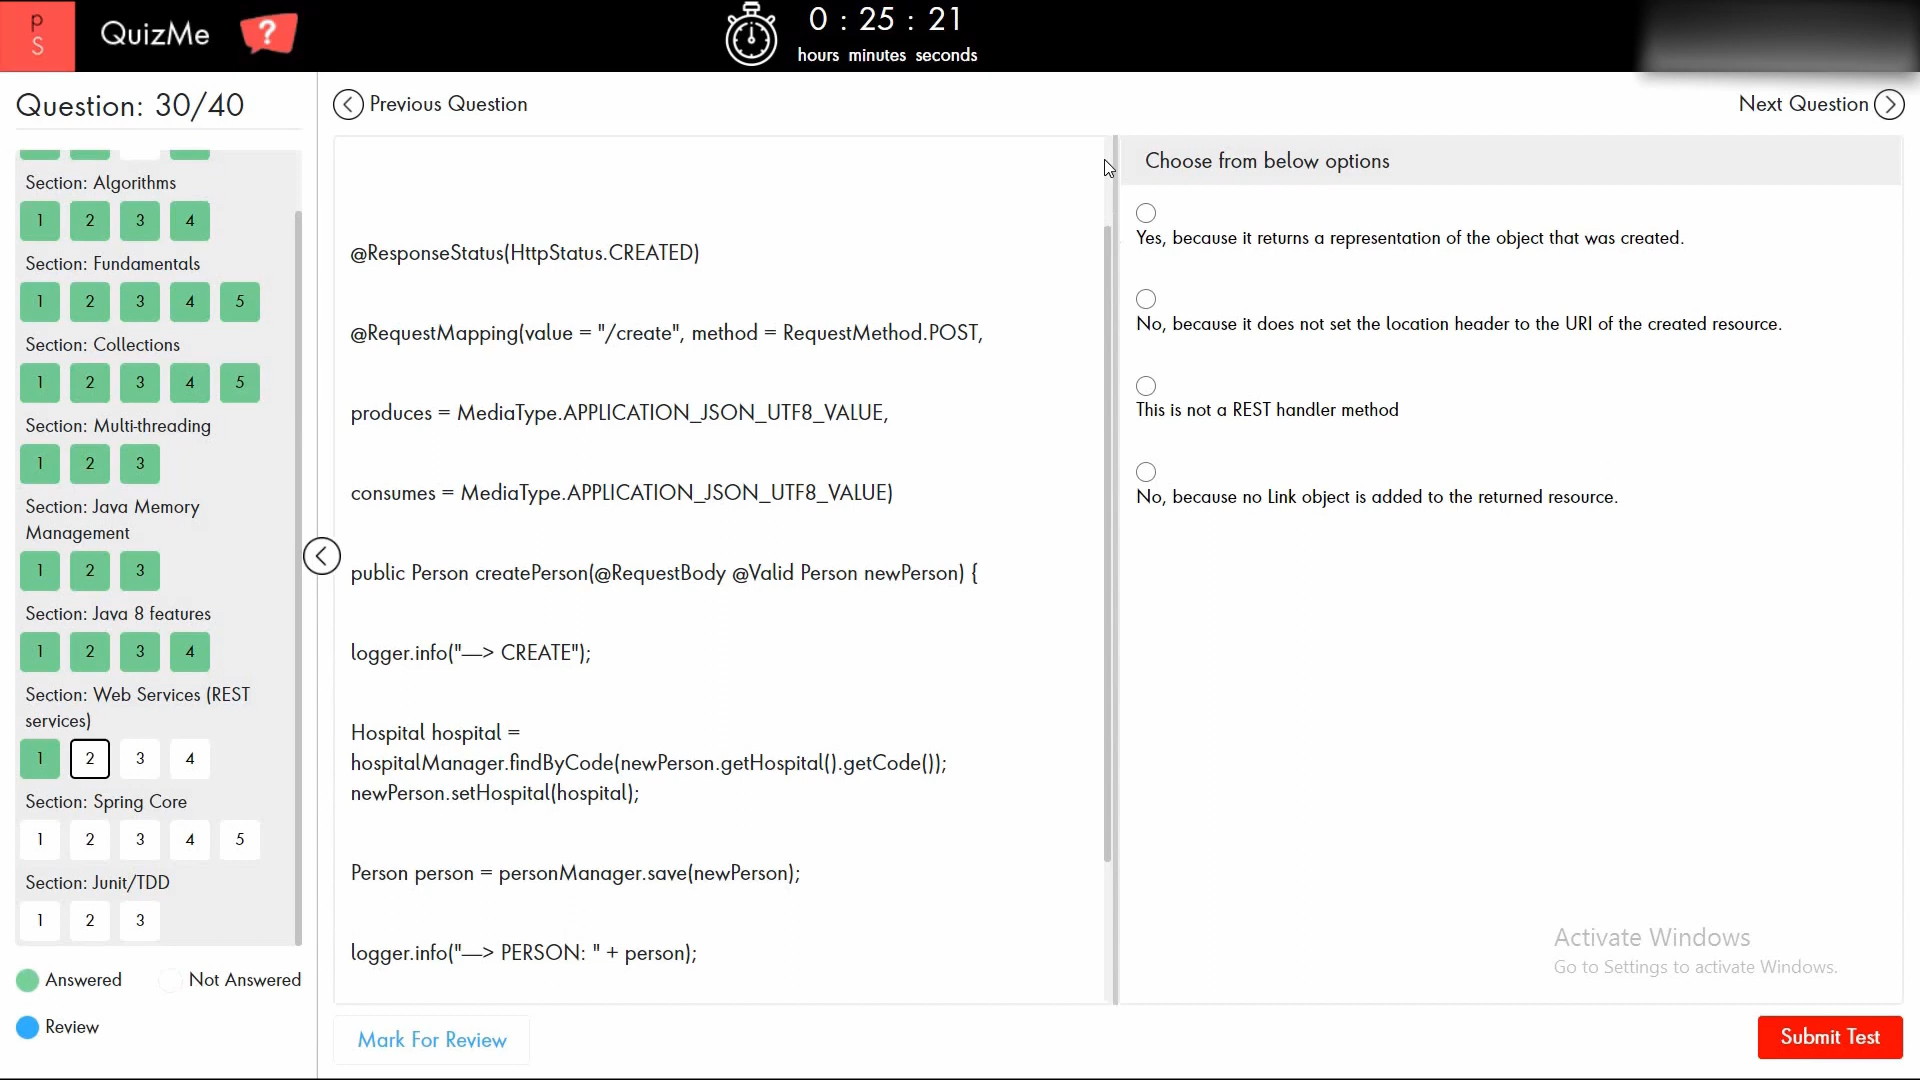 p
S
QuizMe
?
0 : 25 : 21
hours minutes seconds
Question: 30/40
Previous Question
Next Question
Section: Algorithms
1 2 3 4
Section: Fundamentals
1 2 3 4 5
Section: Collections
1 2 3 4 5
Section: Multi-threading
1 2 3
Section: Java Memory
Management
1 2 3
Section: Java 8 features
1 2 3 4
Section: Web Services (REST
services)
1 2 3 4
Section: Spring Core
1 2 3 4 5
Section: Junit/TDD
1 2 3
Answered
Not Answered
Review
@ResponseStatus(HttpStatus.CREATED)
@RequestMapping(value = "/create", method = RequestMethod.POST,
produces = MediaType.APPLICATION_JSON_UTF8_VALUE,
consumes = MediaType.APPLICATION_JSON_UTF8_VALUE)
public Person createPerson(@RequestBody @Valid Person newPerson) {
logger.info("—> CREATE");
Hospital hospital =
hospitalManager.findByCode(newPerson.getHospital().getCode());
newPerson.setHospital(hospital);
Person person = personManager.save(newPerson);
logger.info("—> PERSON: " + person);
Mark For Review
Choose from below options
Yes, because it returns a representation of the object that was created.
No, because it does not set the location header to the URI of the created resource.
This is not a REST handler method
No, because no Link object is added to the returned resource.
Activate Windows
Go to Settings to activate Windows.
Submit Test